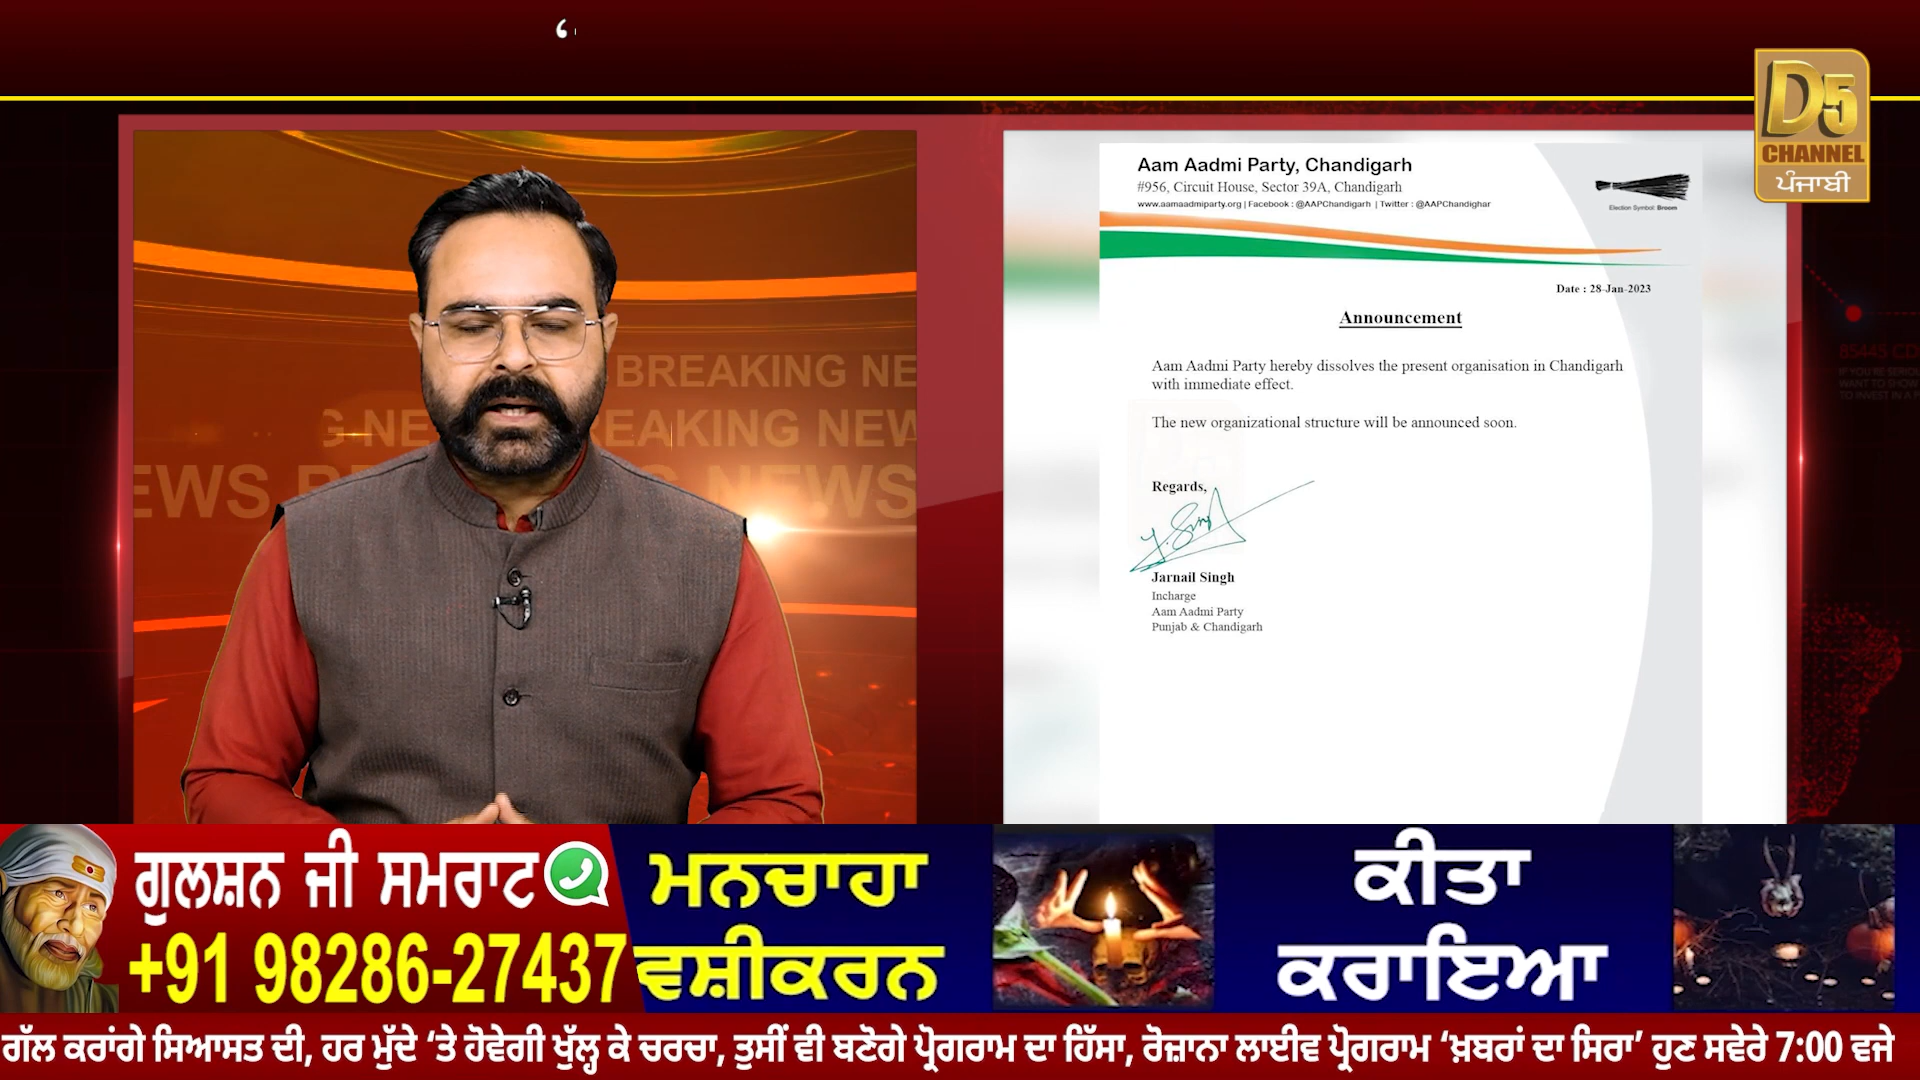 ‘
D5
CHANNEL
ਪੰਜਾਬੀ
BREAKING NE
G NE
EAKING NEW
EWS
NEWS
Aam Aadmi Party, Chandigarh
#956, Circuit House, Sector 39A, Chandigarh
www.aamaadmiparty.org | Facebook : @AAPChandigarh | Twitter : @AAPChandighar
Election Symbol: Broom
Date : 28-Jan-2023
Announcement
Aam Aadmi Party hereby dissolves the present organisation in Chandigarh
with immediate effect.
The new organizational structure will be announced soon.
Regards,
Jarnail Singh
Incharge
Aam Aadmi Party
Punjab & Chandigarh
ਗੁਲਸ਼ਨ ਜੀ ਸਮਰਾਟ
+91 98286-27437
ਮਨਚਾਹਾ
ਵਸ਼ੀਕਰਨ
ਕੀਤਾ
ਕਰਾਇਆ
ਗੱਲ ਕਰਾਂਗੇ ਸਿਆਸਤ ਦੀ, ਹਰ ਮੁੱਦੇ ‘ਤੇ ਹੋਵੇਗੀ ਖੁੱਲ੍ਹ ਕੇ ਚਰਚਾ, ਤੁਸੀਂ ਵੀ ਬਣੋਗੇ ਪ੍ਰੋਗਰਾਮ ਦਾ ਹਿੱਸਾ, ਰੋਜ਼ਾਨਾ ਲਾਈਵ ਪ੍ਰੋਗਰਾਮ ‘ਖ਼ਬਰਾਂ ਦਾ ਸਿਰਾ’ ਹੁਣ ਸਵੇਰੇ 7:00 ਵਜੇ